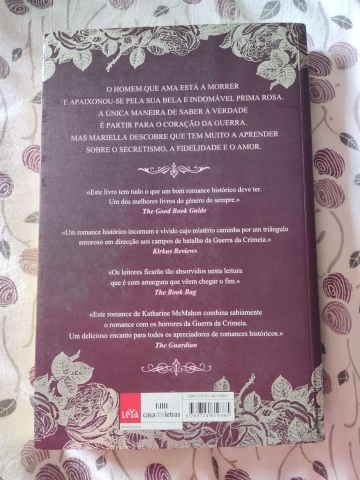 O HOMEM QUE AMA ESTÁ A MORRER
E APAIXONOU-SE PELA SUA BELA E INDOMÁVEL PRIMA ROSA.
A ÚNICA MANEIRA DE SABER A VERDADE
É PARTIR PARA O CORAÇÃO DA GUERRA.
MAS MARIELLA DESCOBRE QUE TEM MUITO A APRENDER
SOBRE O SECRETISMO, A FIDELIDADE E O AMOR.
«Este livro tem tudo o que um bom romance histórico deve ter.
Um dos melhores livros do género de sempre.»
The Good Book Guide
«Um romance histórico incomum e vivido cujo mistério caminha por um triângulo
amoroso em direcção aos campos de batalha da Guerra da Crimeia.»
Kirkus Reviews
«Os leitores ficarão tão absorvidos nesta leitura
que é com amargura que vêem chegar o fim.»
The Book Bag
«Este romance de Katharine McMahon combina sabiamente
o romance com os horrores da Guerra da Crimeia.
Um delicioso encanto para todos os apreciadores de romances históricos.»
The Guardian
LEYA
casadasletras